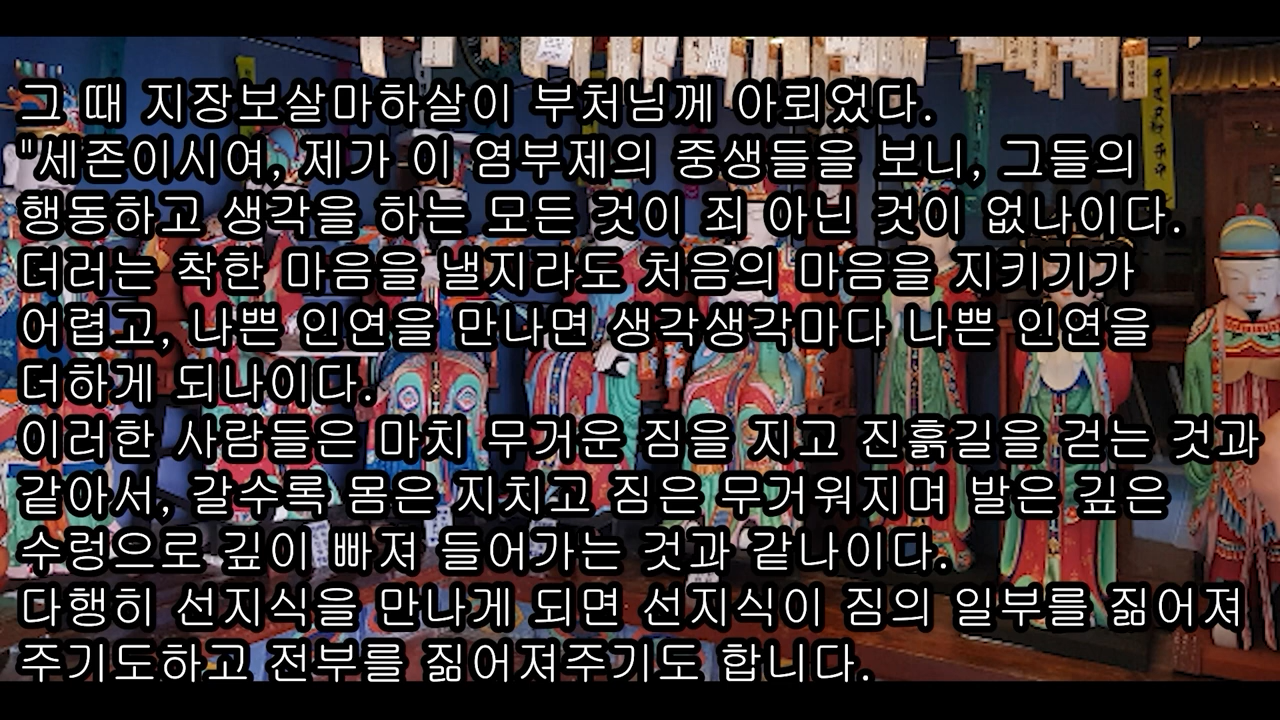 그 때 지장보살마하살이 부처님께 아뢰었다.
"세존이시여, 제가 이 염부제의 중생들을 보니, 그들의
행동하고 생각을 하는 모든 것이 죄 아닌 것이 없나이다.
더러는 착한 마음을 낼지라도 처음의 마음을 지키기가
어렵고, 나쁜 인연을 만나면 생각생각마다 나쁜 인연을
더하게 되나이다.
이러한 사람들은 마치 무거운 짐을 지고 진흙길을 걷는 것과
같아서, 갈수록 몸은 지치고 짐은 무거워지며 발은 깊은
수렁으로 깊이 빠져 들어가는 것과 같나이다.
다행히 선지식을 만나게 되면 선지식이 짐의 일부를 짊어져
주기도하고 전부를 짊어져주기도 합니다.